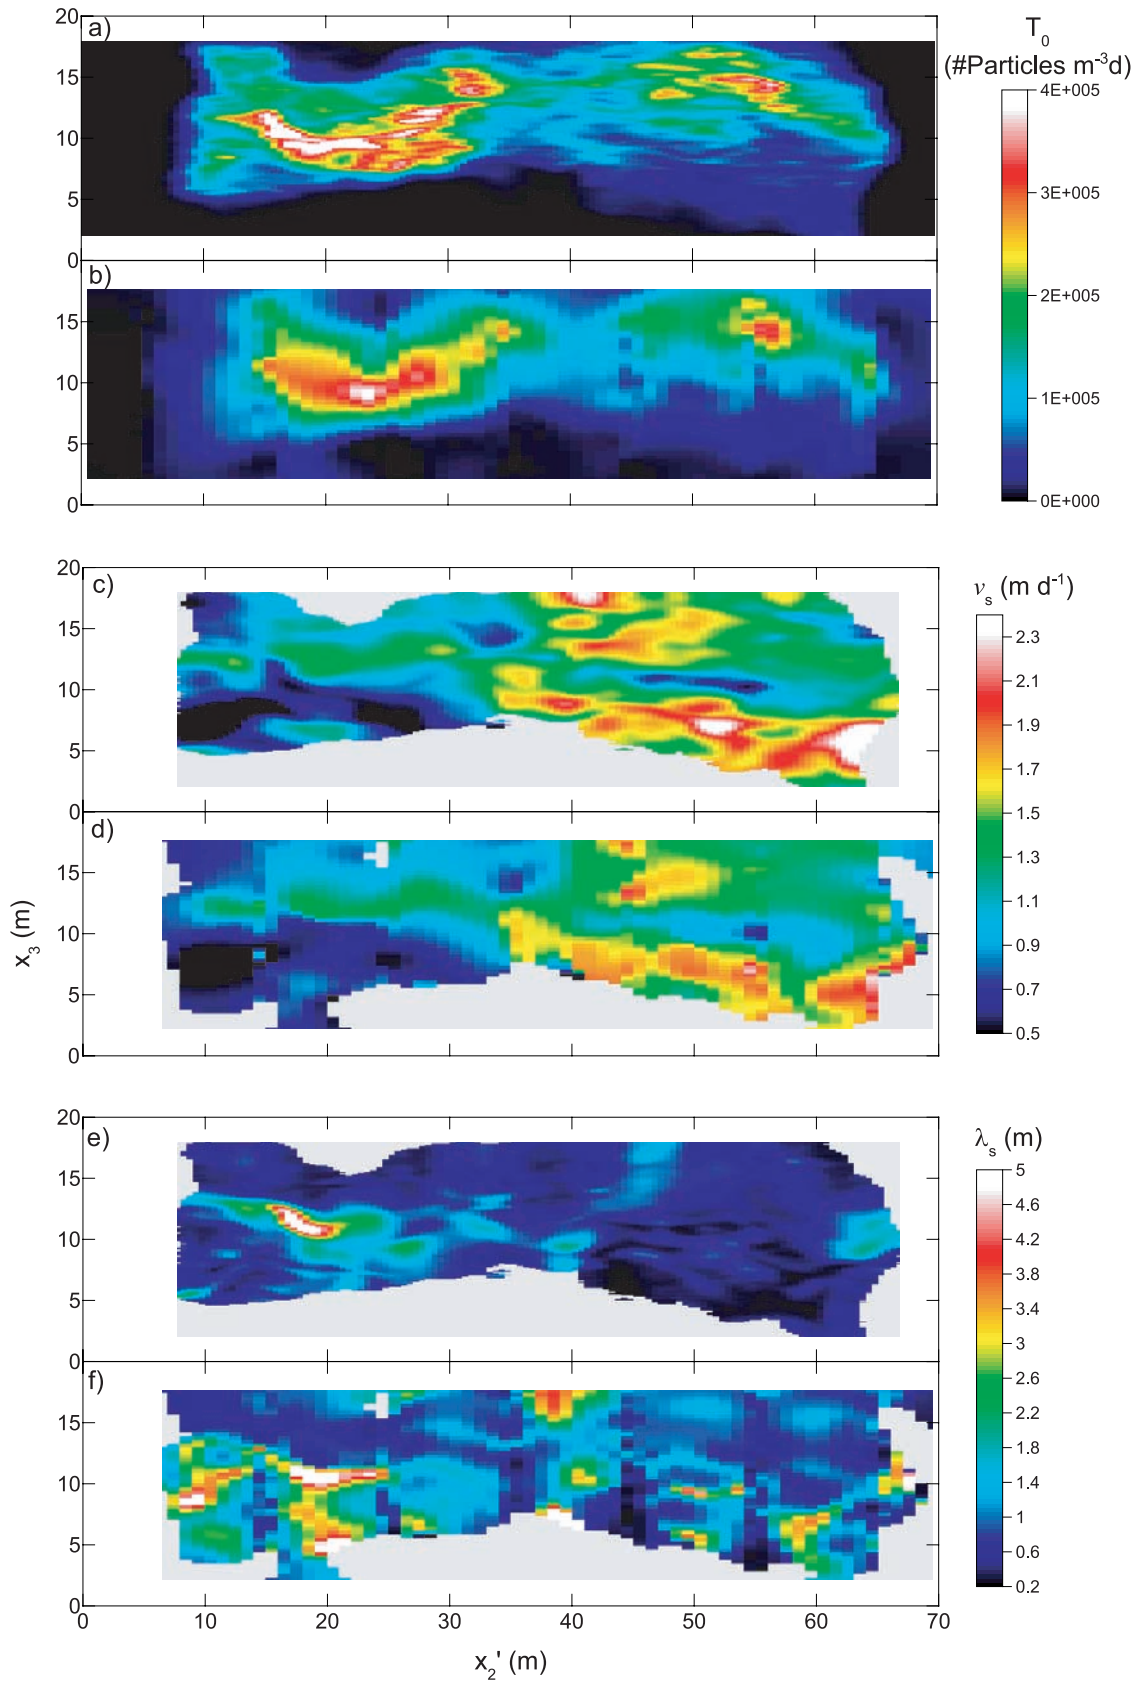 20
a)
15
10
5
0
b)
15
10
5
0
T0
(#Particles m-3d)
4E+005
3E+005
2E+005
1E+005
0E+000
20
c)
15
10
5
0
d)
15
10
5
0
x3 (m)
vs (m d-1)
2.3
2.1
1.9
1.7
1.5
1.3
1.1
0.9
0.7
0.5
20
e)
15
10
5
0
f)
15
10
5
0
λs (m)
5
4.6
4.2
3.8
3.4
3
2.6
2.2
1.8
1.4
1
0.6
0.2
0 10 20 30 40 50 60 70
x2' (m)